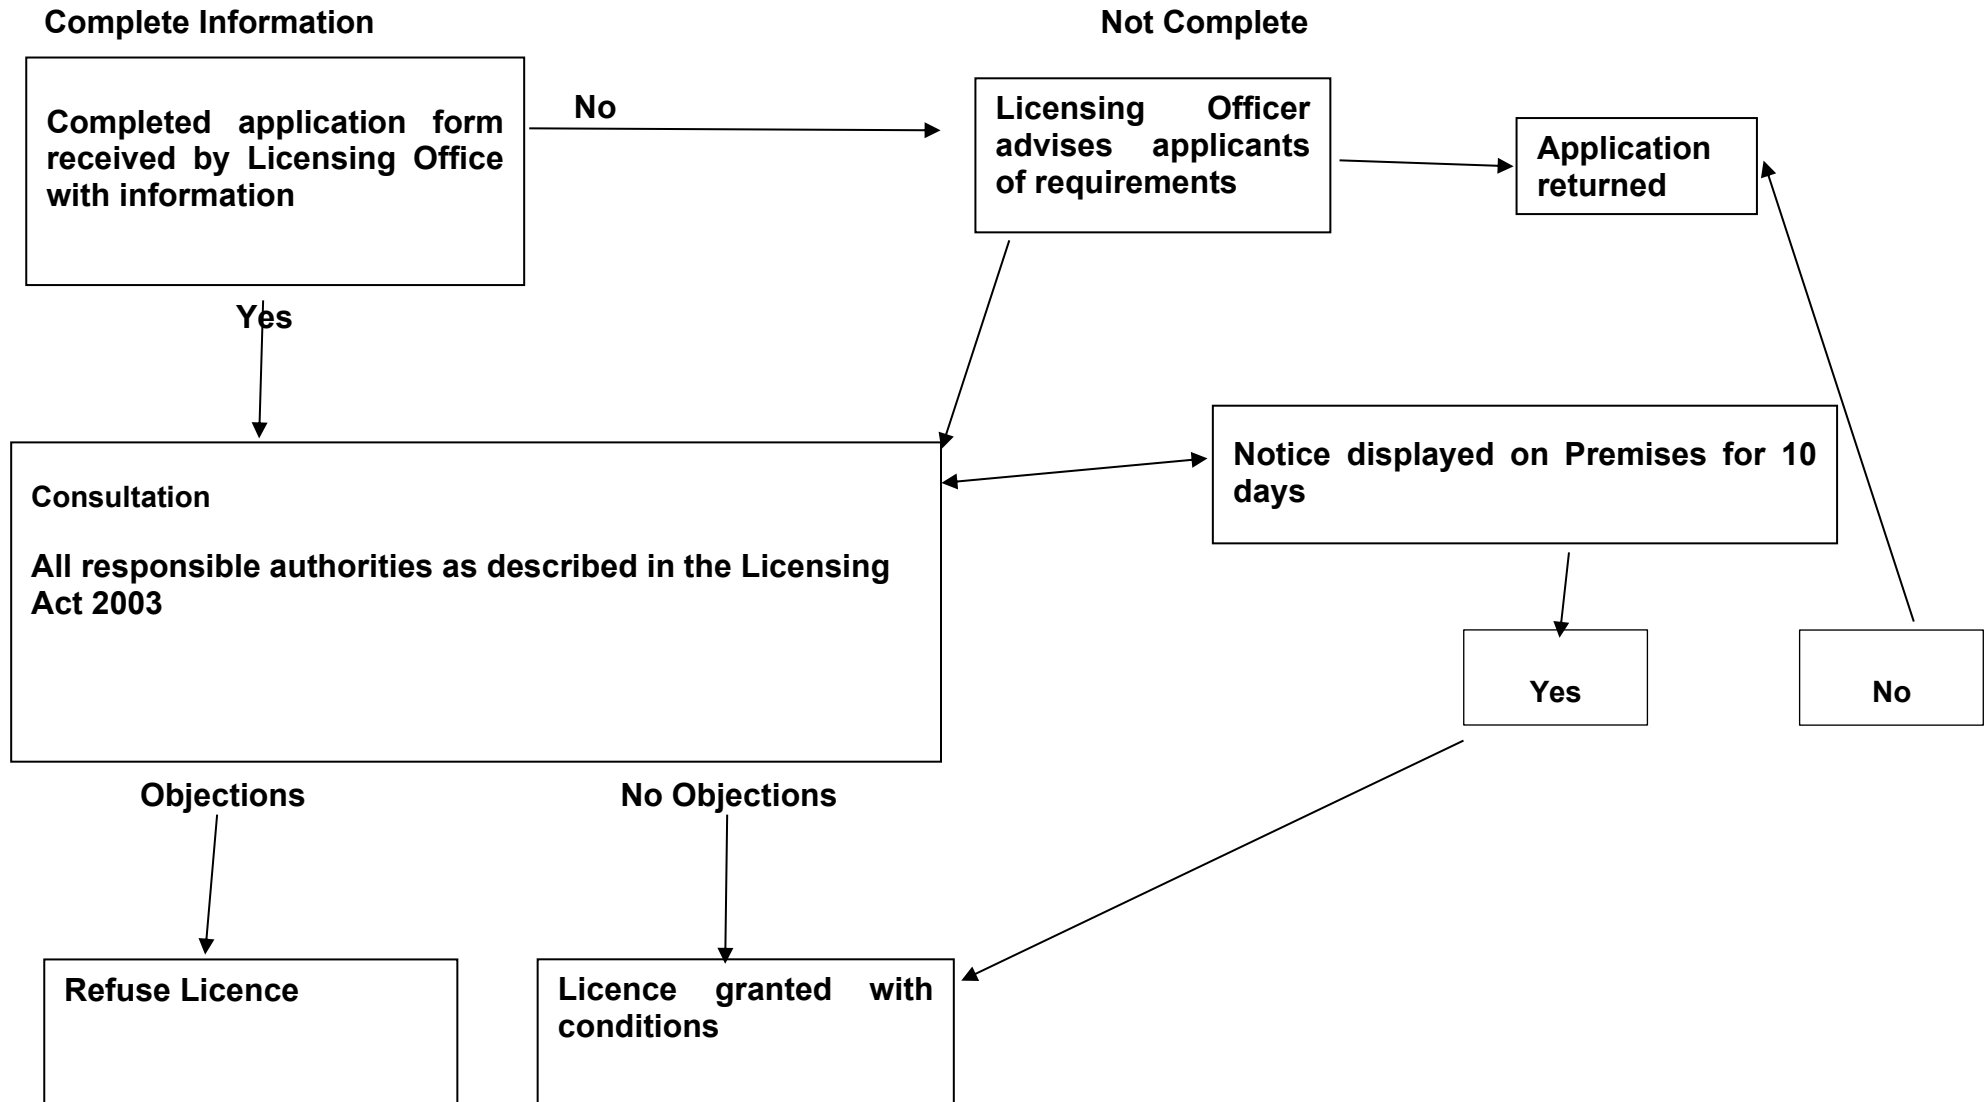 Complete Information
Not Complete
Completed application form
received by Licensing Office
with information
No
Licensing Officer
advises applicants
of requirements
Application
returned
Yes
Consultation
All responsible authorities as described in the Licensing
Act 2003
Notice displayed on Premises for 10
days
Yes
No
Objections
No Objections
Refuse Licence
Licence granted with
conditions